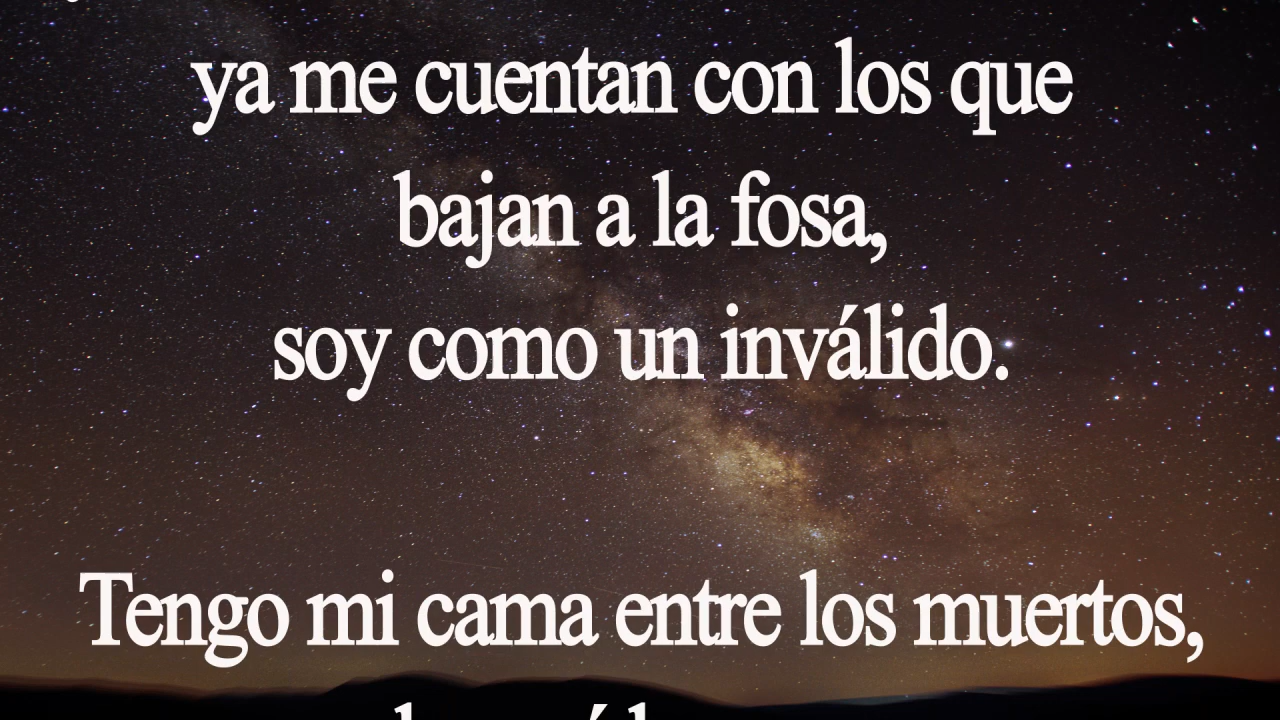 ya me cuentan con los que
bajan a la fosa,
soy como un inválido.
Tengo mi cama entre los muertos,